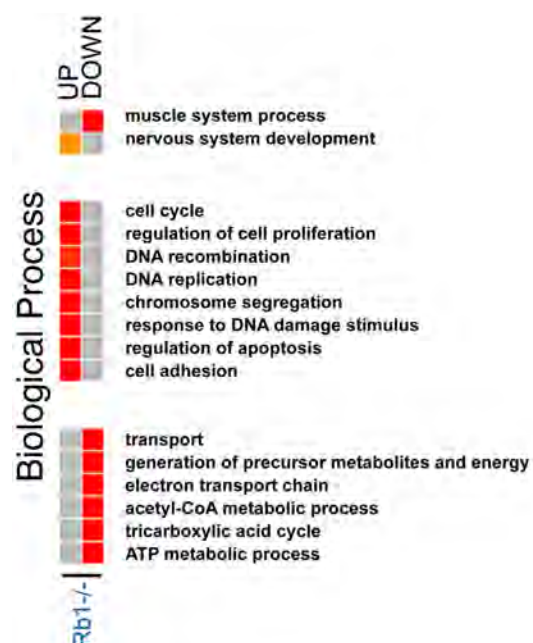 UP
DOWN
muscle system process
nervous system development
Biological Process
cell cycle
regulation of cell proliferation
DNA recombination
DNA replication
chromosome segregation
response to DNA damage stimulus
regulation of apoptosis
cell adhesion
transport
generation of precursor metabolites and energy
electron transport chain
acetyl-CoA metabolic process
tricarboxylic acid cycle
ATP metabolic process
Rb1-/-